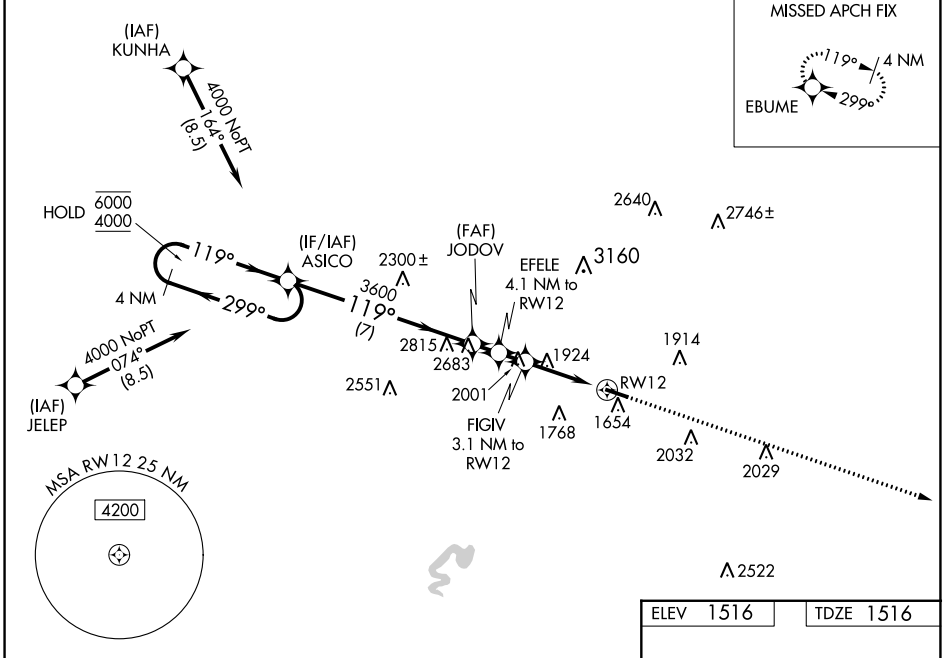 MISSED APCH FIX
119°
4 NM
EBUME
299°
(IAF)
KUNHA
4000 NoPT
164°
(8.5)
HOLD
6000
4000
119°
299°
4 NM
(IF/IAF)
ASICO
2300±
3600
119°
(7)
(FAF)
JODOV
EFELE
4.1 NM to
RW12
3160
2640
2746±
4000 NoPT
074°
(8.5)
(IAF)
JELEP
2815
2683
2551
2001
1924
FIGIV
3.1 NM to
RW12
1768
RW12
1654
1914
2032
2029
MSA RW12 25 NM
4200
2522
ELEV 1516
TDZE 1516